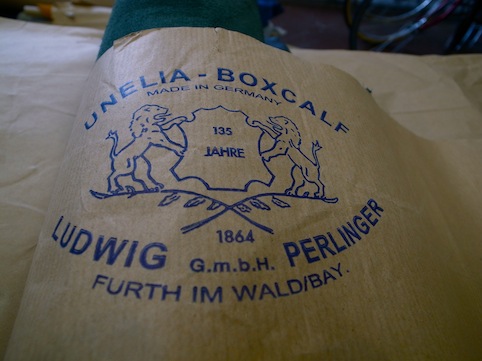 UNELIA - BOXCALF
MADE IN GERMANY
135
JAHRE
1864
LUDWIG G.m.b.H. PERLINGER
FURTH IM WALD/BAY.